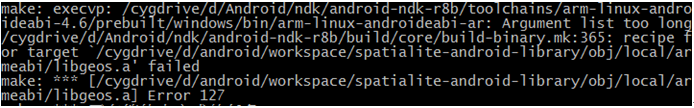 make: execvp: /cygdrive/d/Android/ndk/android-ndk-r8b/toolchains/arm-linux-andro
ideabi-4.6/prebuilt/windows/bin/arm-linux-androideabi-ar: Argument list too long
/cygdrive/d/Android/ndk/android-ndk-r8b/build/core/build-binary.mk:365: recipe f
or target `/cygdrive/d/android/workspace/spatialite-android-library/obj/local/ar
meabi/libgeos.a' failed
make: *** [/cygdrive/d/android/workspace/spatialite-android-library/obj/local/ar
meabi/libgeos.a] Error 127